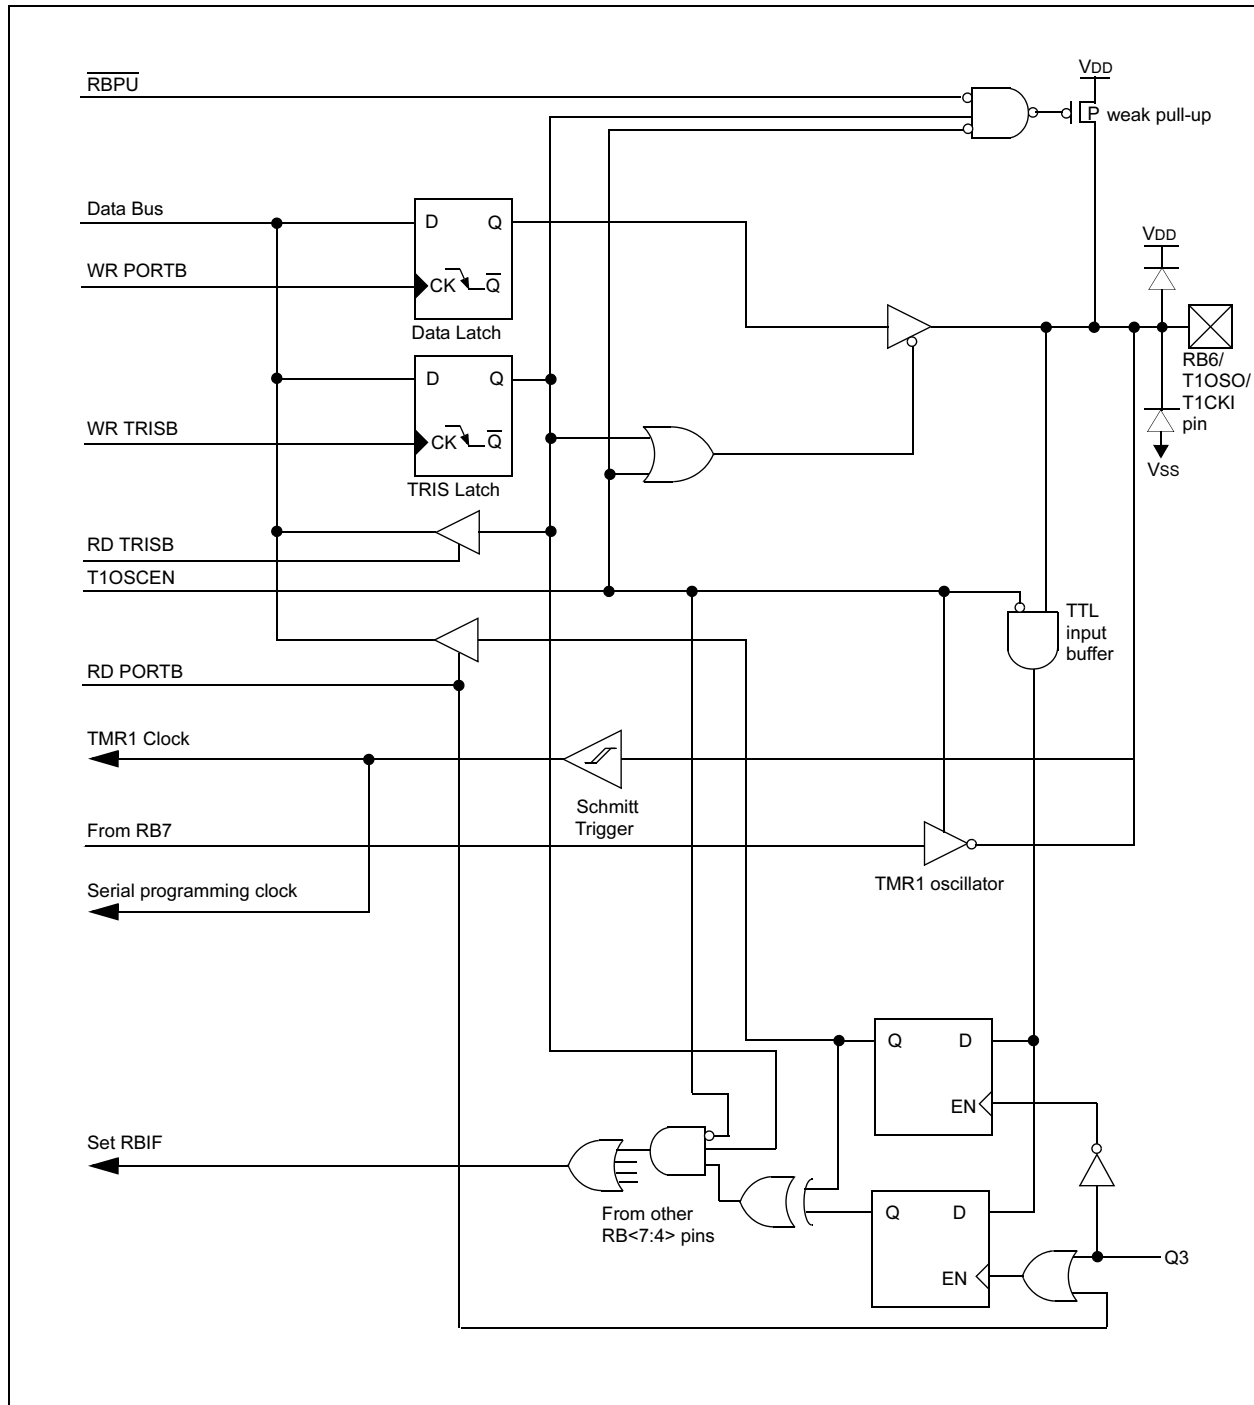 RBPU
VDD
P
weak pull-up
Data Bus
D
Q
VDD
WR PORTB
CK
Q
Data Latch
RB6/
T1OSO/
T1CKI
pin
D
Q
WR TRISB
CK
Q
VSS
TRIS Latch
RD TRISB
T1OSCEN
TTL
input
buffer
RD PORTB
TMR1 Clock
Schmitt
Trigger
From RB7
TMR1 oscillator
Serial programming clock
Q
D
EN
Set RBIF
From other
RB<7:4> pins
Q
D
EN
Q3